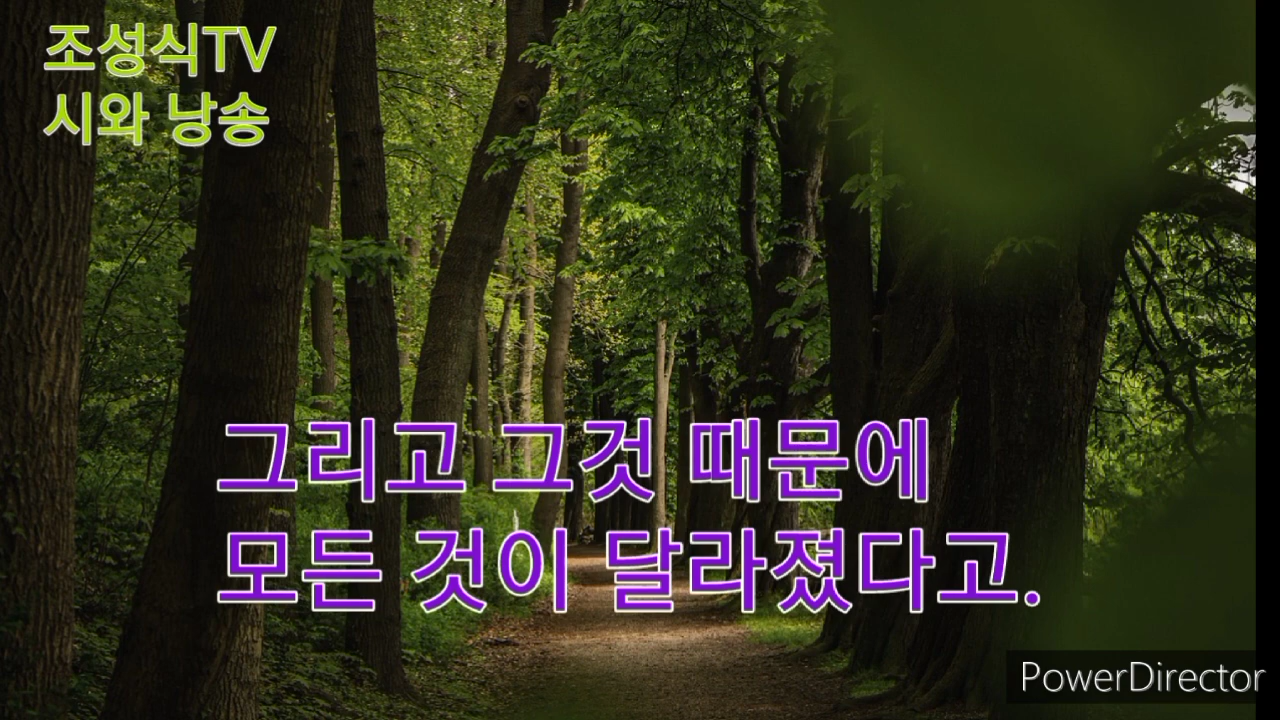 조성식TV
시와 낭송
그리고 그것 때문에
모든 것이 달라졌다고.
PowerDirector